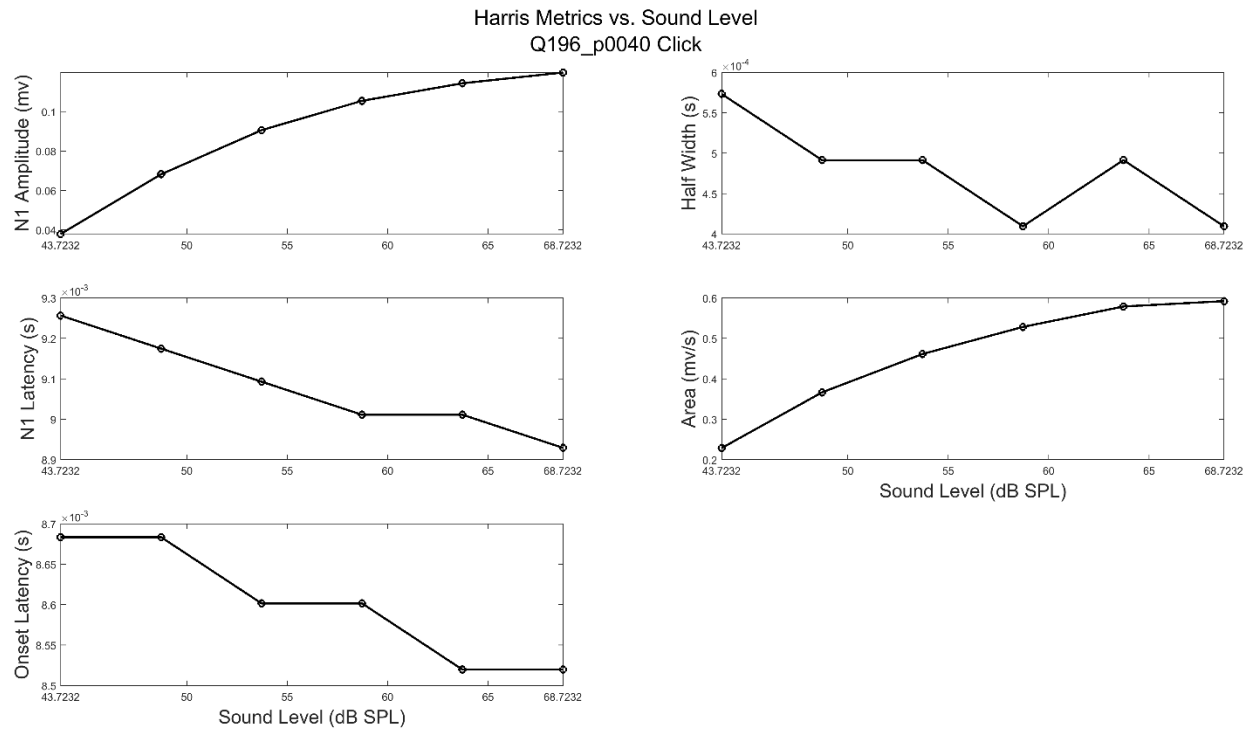 Harris Metrics vs. Sound Level
Q196_p0040 Click
N1 Amplitude (mv)
0.1
0.08
0.06
0.04
43.7232 50 55 60 65 68.7232
×10⁻³
N1 Latency (s)
9.3
9.2
9.1
9
8.9
43.7232 50 55 60 65 68.7232
×10⁻³
Onset Latency (s)
8.7
8.65
8.6
8.55
8.5
43.7232 50 55 60 65 68.7232
Sound Level (dB SPL)
×10⁻⁴
Half Width (s)
6
5.5
5
4.5
4
43.7232 50 55 60 65 68.7232
Area (mv/s)
0.6
0.5
0.4
0.3
0.2
43.7232 50 55 60 65 68.7232
Sound Level (dB SPL)